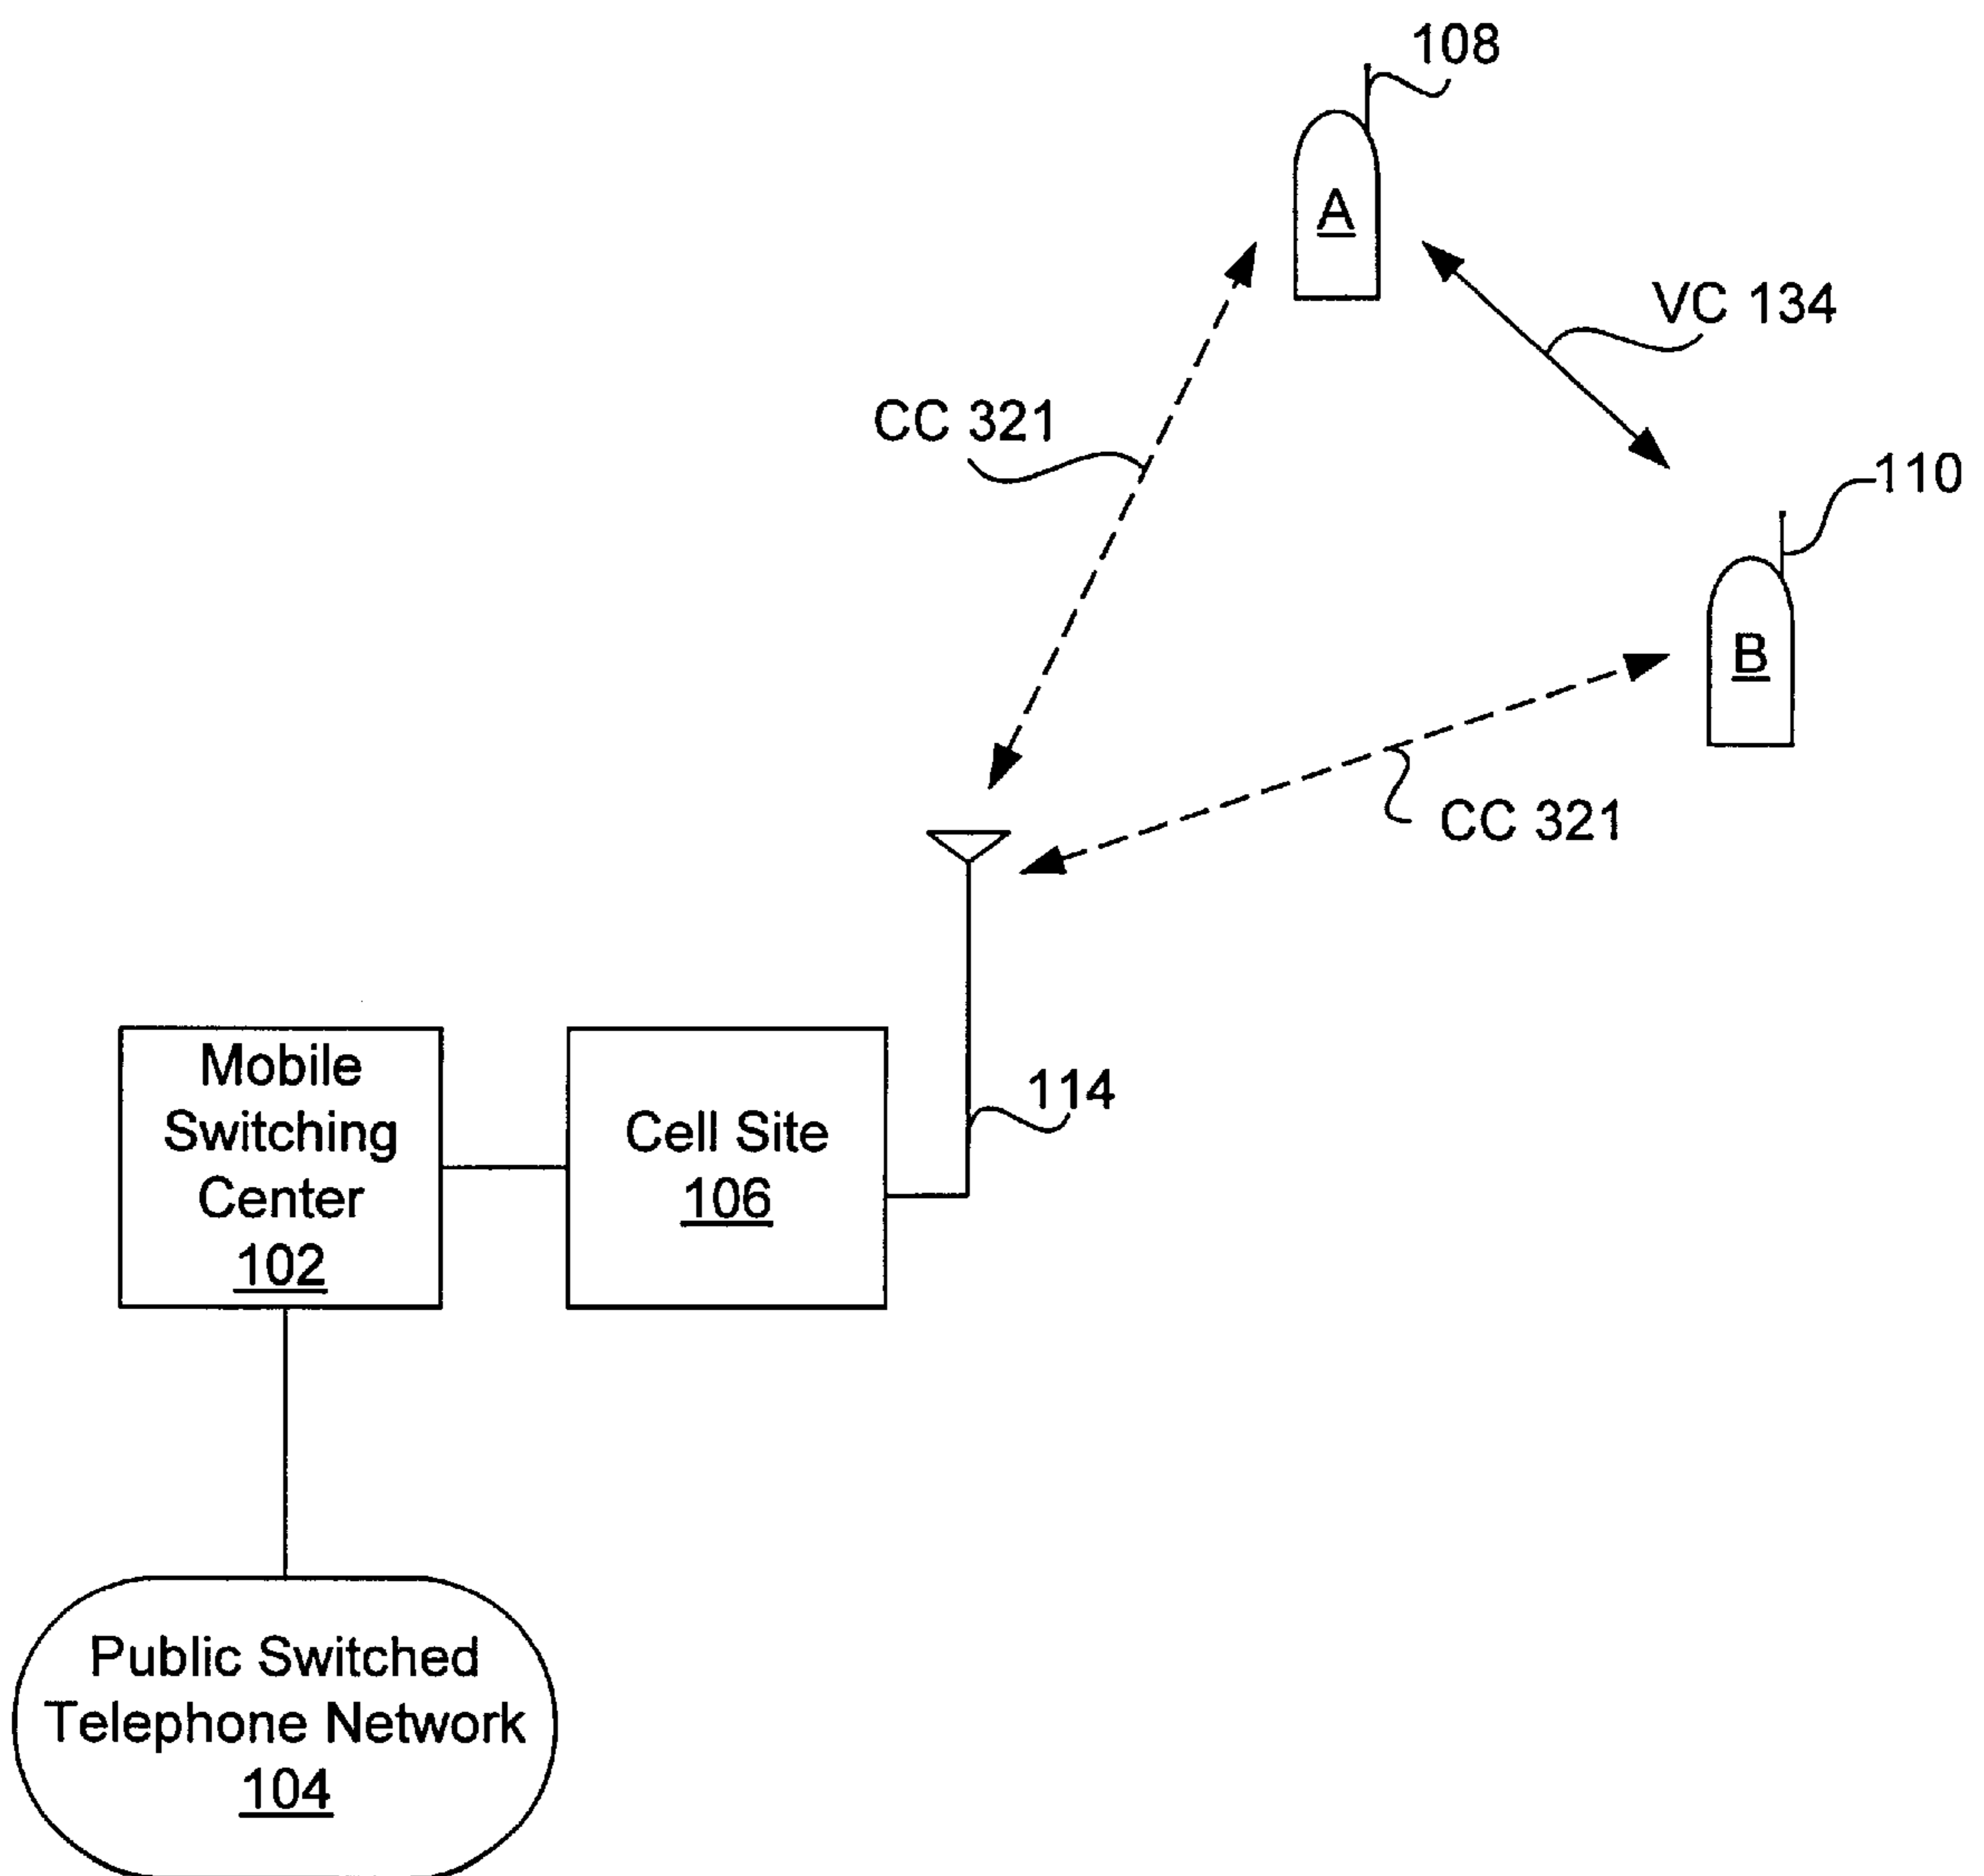 108
A
VC 134
CC 321
110
B
CC 321
114
Mobile
Switching
Center
102
Cell Site
106
Public Switched
Telephone Network
104